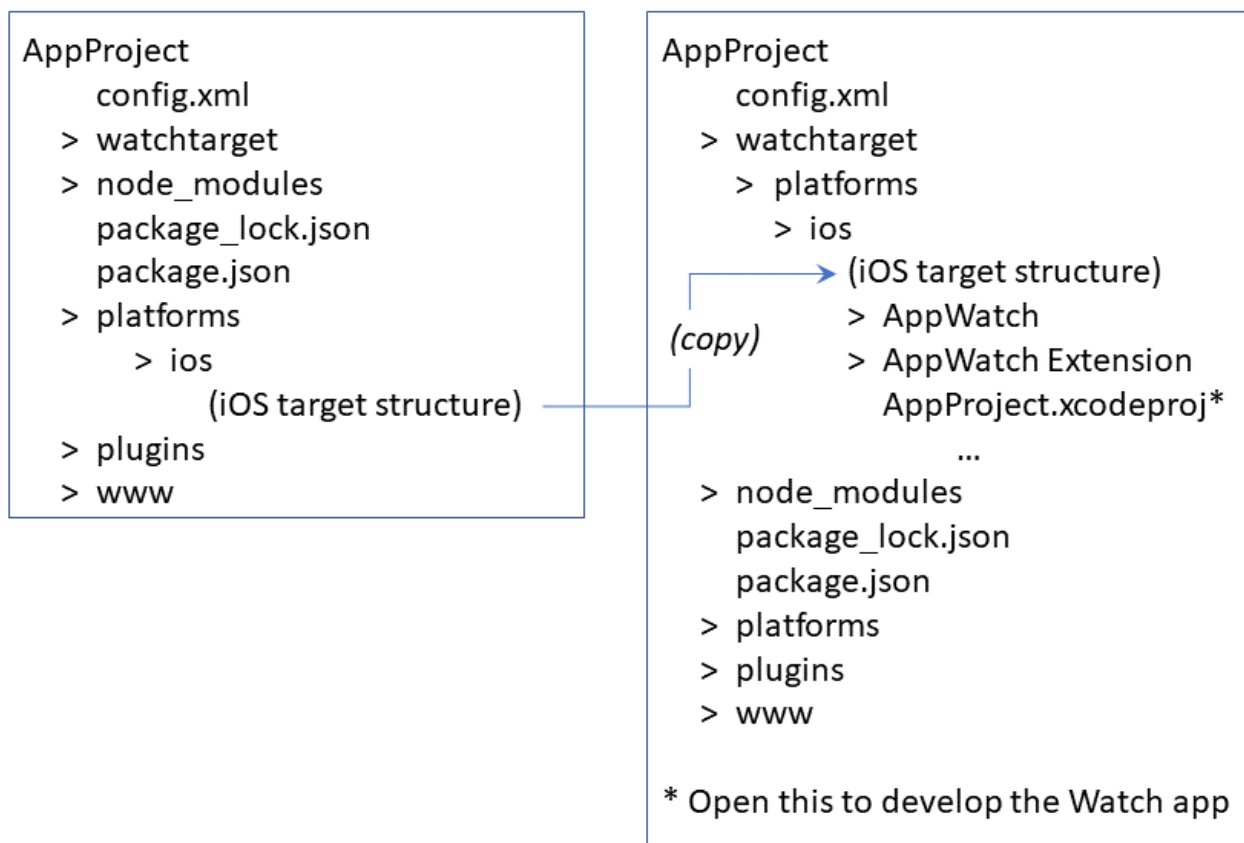 AppProject
config.xml
> watchtarget
> node_modules
package_lock.json
package.json
> platforms
> ios
(iOS target structure)
> plugins
> www
(copy)
AppProject
config.xml
> watchtarget
> platforms
> ios
(iOS target structure)
> AppWatch
> AppWatch Extension
AppProject.xcodeproj*
...
> node_modules
package_lock.json
package.json
> platforms
> plugins
> www
* Open this to develop the Watch app